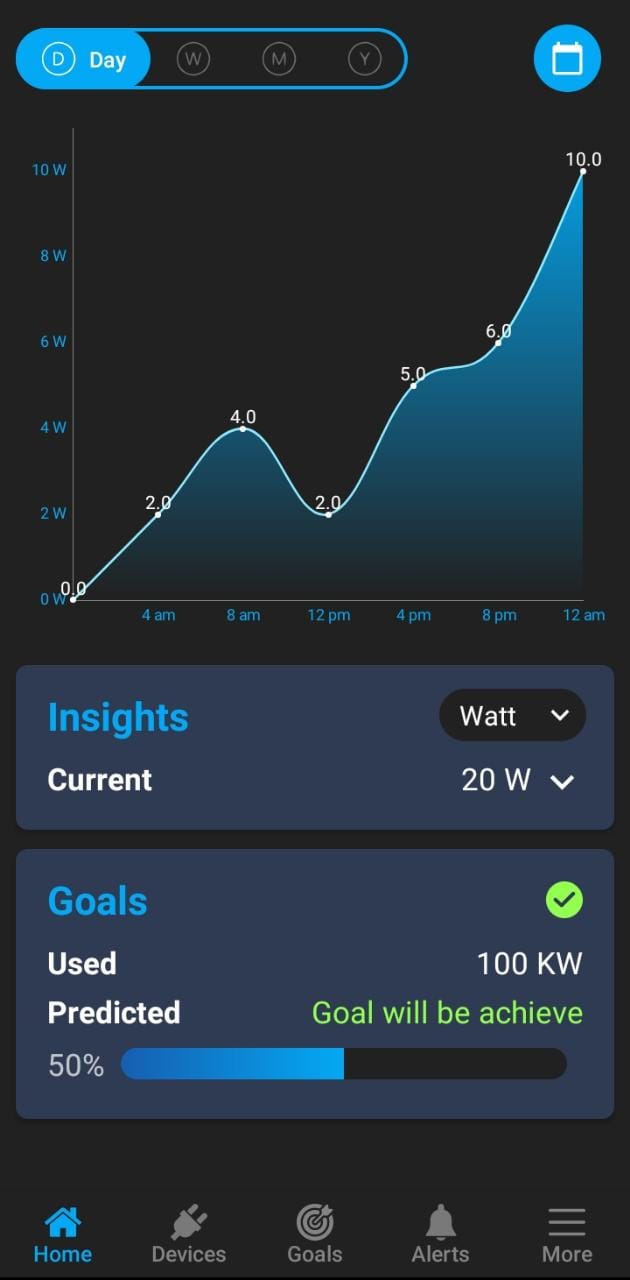 D Day W M Y
10.0
10 W
8 W
6 W
6.0
5.0
4 W
4.0
2 W
2.0
2.0
0 W
0.0
4 am 8 am 12 pm 4 pm 8 pm 12 am
Insights
Watt
Current
20 W
Goals
Used
100 KW
Predicted
Goal will be achieve
50%
Home Devices Goals Alerts More